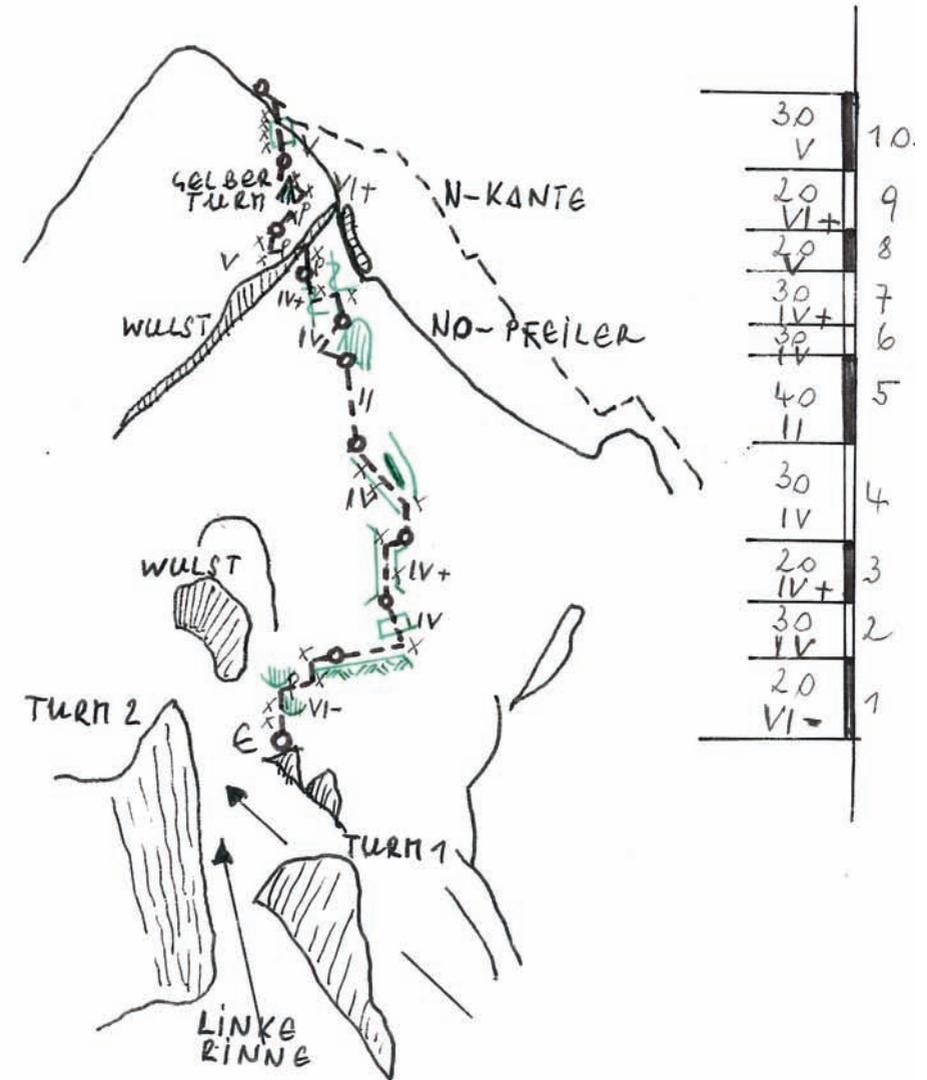 V
VI+
GELBER
TURM
AP
N-KANTE
V
P
IV+
WULST
IV
NO-PFEILER
II
IV
WULST
IV+
IV
P
VI-
TURM 2
E
TURM 1
LINKE
RINNE
30
V
10.
20
VI+
9
20
V
8
30
IV+
7
30
IV
6
40
II
5
30
IV
4
20
IV+
3
30
IV
2
20
VI-
1